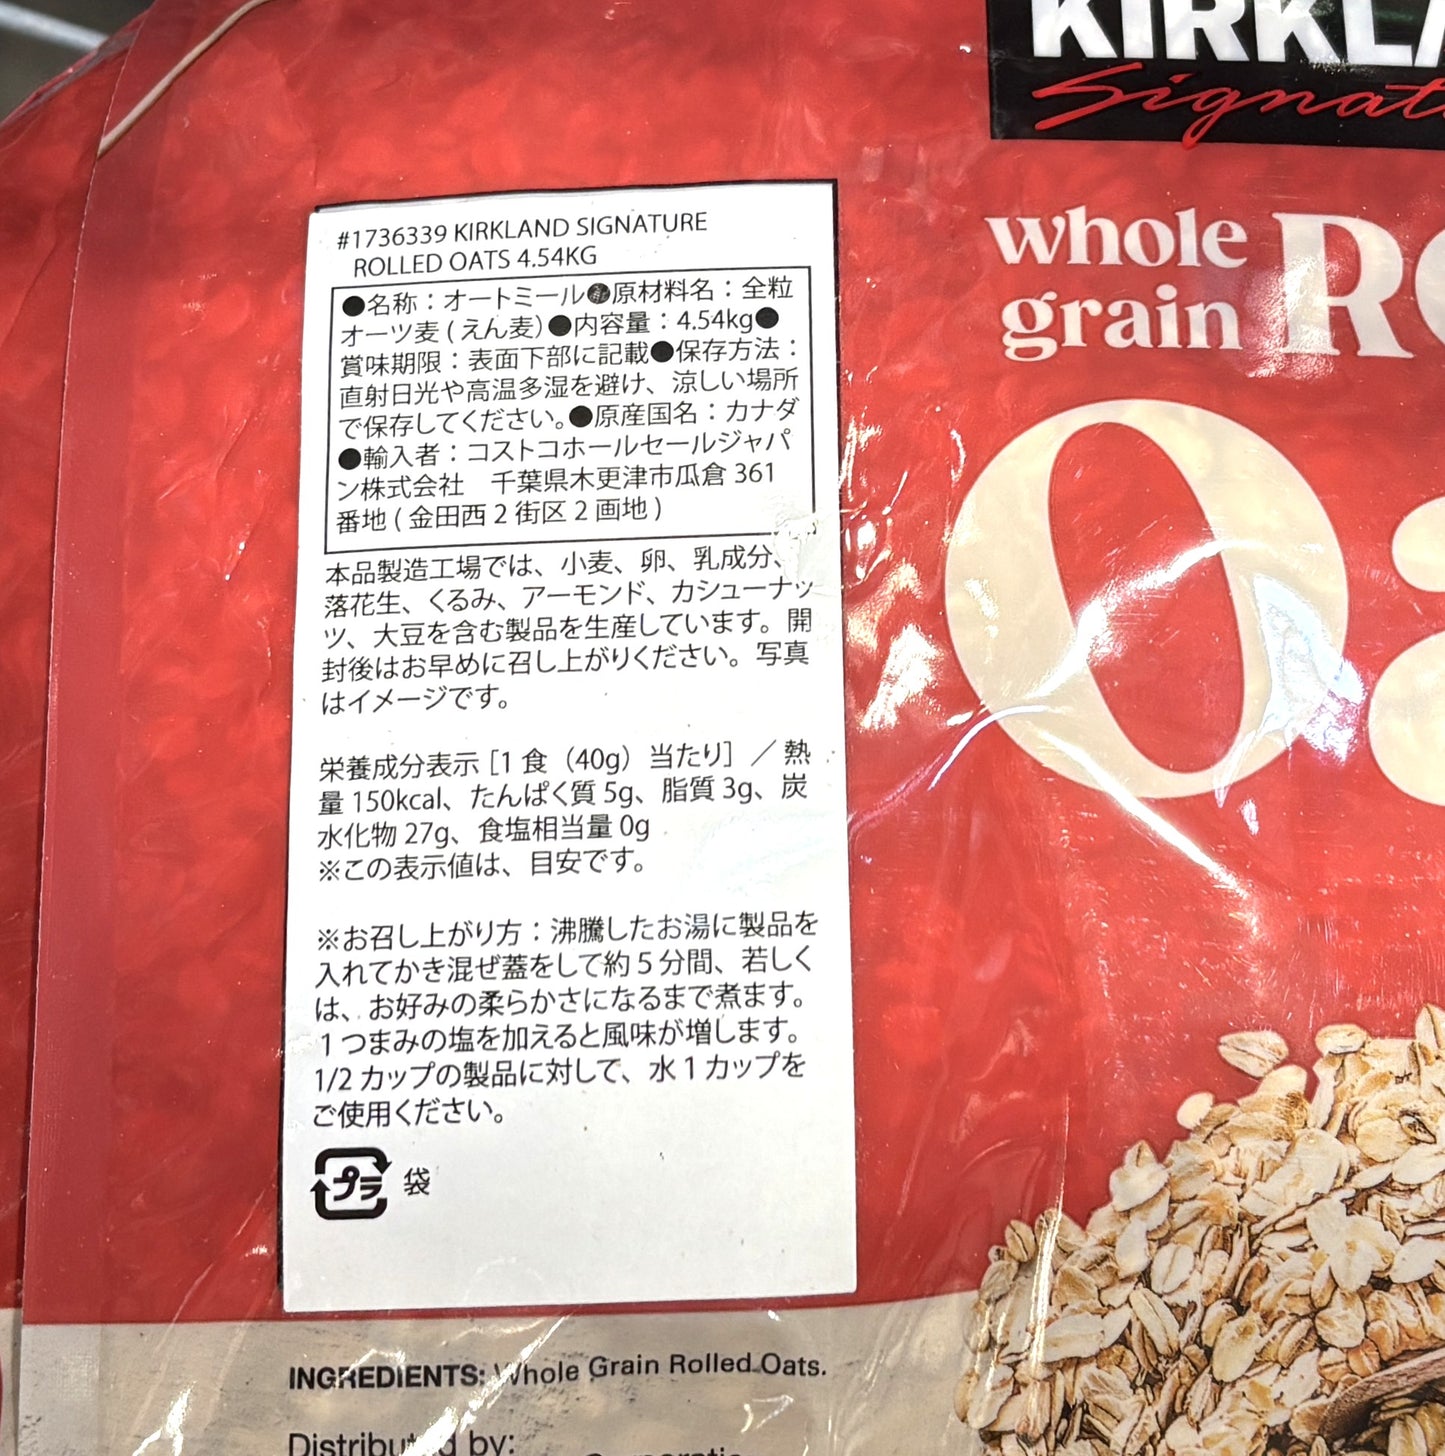 KIRKLA
Signat
whole
grain
#1736339 KIRKLAND SIGNATURE
ROLLED OATS 4.54KG
●名称：オートミール●原材料名：全粒
オーツ麦 ( えん麦) ●内容量：4.54kg●
賞味期限：表面下部に記載●保存方法：
直射日光や高温多湿を避け、涼しい場所
で保存してください。●原産国名：カナダ
●輸入者：コストコホールセールジャパ
ン株式会社　千葉県木更津市瓜倉 361
番地 ( 金田西 2 街区 2 画地 )
本品製造工場では、小麦、卵、乳成分、
落花生、くるみ、アーモンド、カシューナッ
ツ、大豆を含む製品を生産しています。開
封後はお早めに召し上がりください。写真
はイメージです。
栄養成分表示［1 食（40g）当たり］／ 熱
量 150kcal、たんぱく質 5g、脂質 3g、炭
水化物 27g、食塩相当量 0g
※この表示値は、目安です。
※お召し上がり方：沸騰したお湯に製品を
入れてかき混ぜ蓋をして約 5 分間、若しく
は、お好みの柔らかさになるまで煮ます。
1 つまみの塩を加えると風味が増します。
1/2 カップの製品に対して、水 1 カップを
ご使用ください。
プラ 袋
INGREDIENTS: Whole Grain Rolled Oats.
Distributed by: